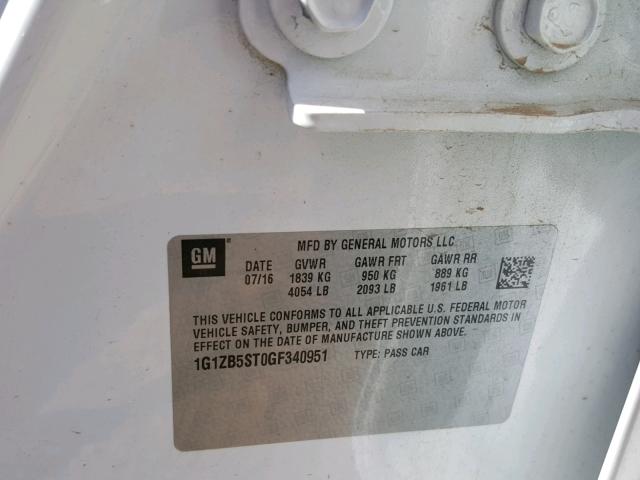 GM
MFD BY GENERAL MOTORS LLC
DATE GVWR GAWR FRT GAWR RR
07/16 1839 KG 950 KG 889 KG
4054 LB 2093 LB 1961 LB
THIS VEHICLE CONFORMS TO ALL APPLICABLE U.S. FEDERAL MOTOR
VEHICLE SAFETY, BUMPER, AND THEFT PREVENTION STANDARDS IN
EFFECT ON THE DATE OF MANUFACTURE SHOWN ABOVE.
1G1ZB5ST0GF340951 TYPE: PASS CAR